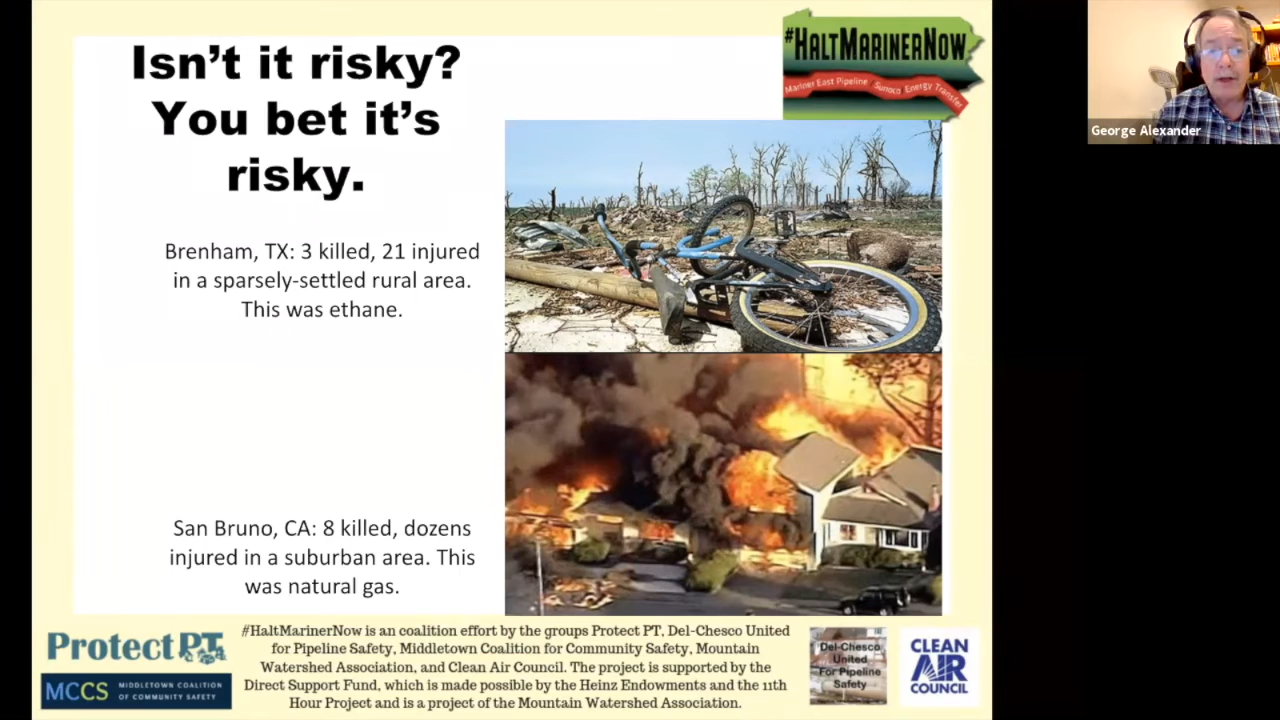 Isn't it risky?
You bet it's
risky.
#HALTMARINERNOW
Mariner East Pipeline / Sunoco / Energy Transfer
George Alexander
Brenham, TX: 3 killed, 21 injured
in a sparsely-settled rural area.
This was ethane.
San Bruno, CA: 8 killed, dozens
injured in a suburban area. This
was natural gas.
Protect PT
MCCS MIDDLETOWN COALITION
OF COMMUNITY SAFETY
#HaltMarinerNow is an coalition effort by the groups Protect PT, Del-Chesco United
for Pipeline Safety, Middletown Coalition for Community Safety, Mountain
Watershed Association, and Clean Air Council. The project is supported by the
Direct Support Fund, which is made possible by the Heinz Endowments and the 11th
Hour Project and is a project of the Mountain Watershed Association.
Del-Chesco
United
For Pipeline
Safety
CLEAN
AIR
COUNCIL